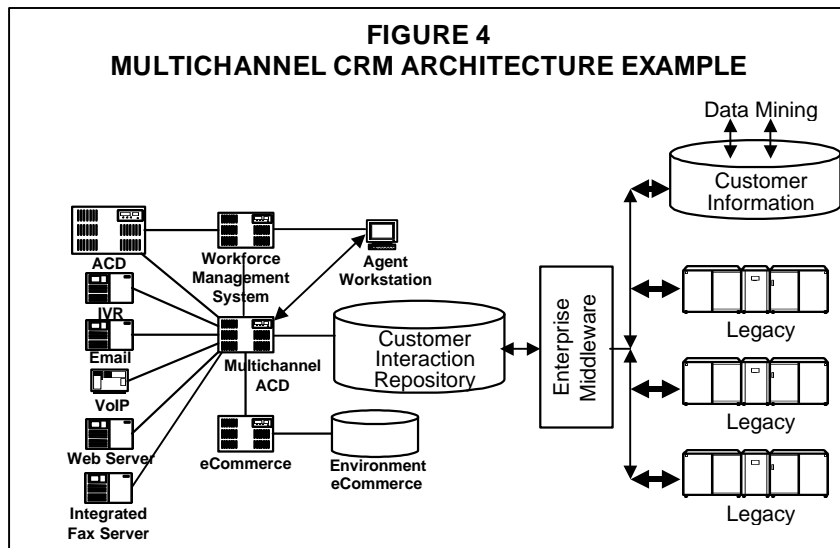 FIGURE 4
MULTICHANNEL CRM ARCHITECTURE EXAMPLE
Data Mining
Customer
Information
ACD
Workforce
Management
System
Agent
Workstation
IVR
Email
Multichannel
ACD
Customer
Interaction
Repository
Enterprise
Middleware
Legacy
VoIP
Legacy
Web Server
eCommerce
Environment
eCommerce
Integrated
Fax Server
Legacy